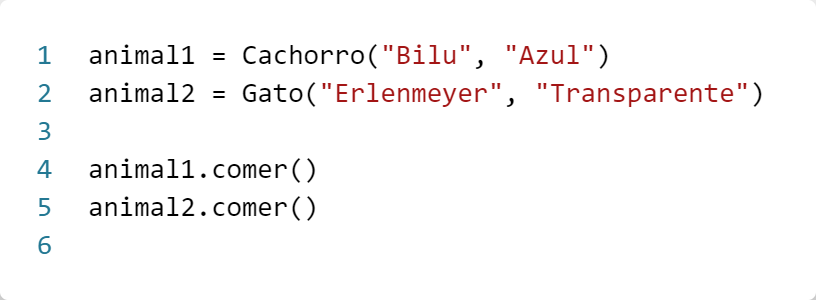 1 animal1 = Cachorro("Bilu", "Azul")
2 animal2 = Gato("Erlenmeyer", "Transparente")
3
4 animal1.comer()
5 animal2.comer()
6